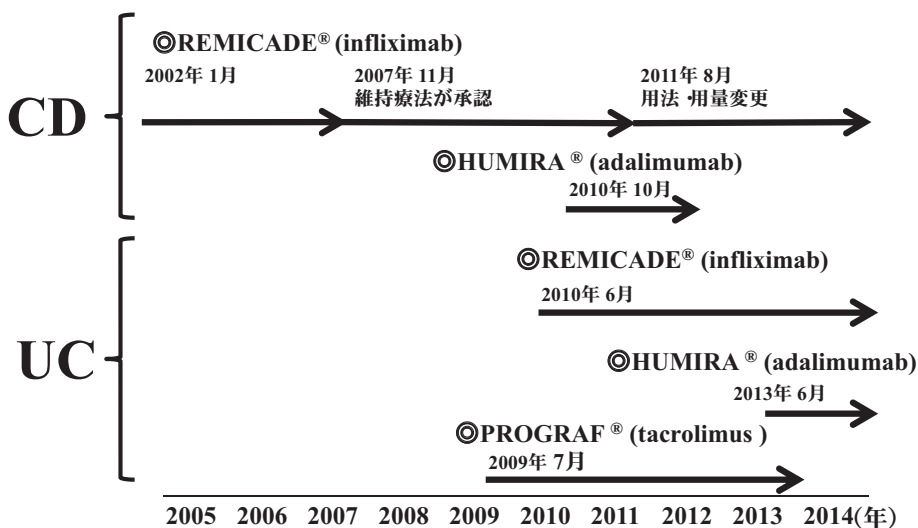 CD
◎REMICADE® (infliximab)
2002年 1月
2007年 11月
維持療法が承認
2011年 8月
用法・用量変更
◎HUMIRA ® (adalimumab)
2010年 10月
UC
◎REMICADE® (infliximab)
2010年 6月
◎HUMIRA ® (adalimumab)
2013年 6月
◎PROGRAF ® (tacrolimus )
2009年 7月
2005 2006 2007 2008 2009 2010 2011 2012 2013 2014(年)